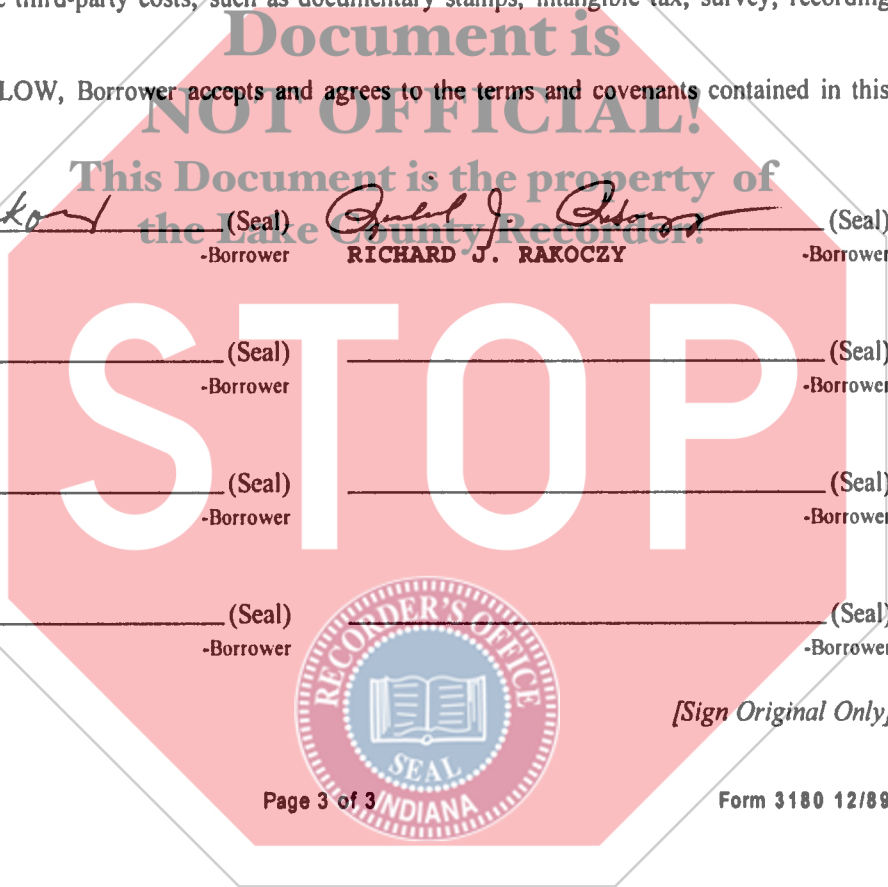 third-party costs, such as documentary stamps, intangible tax, survey, recording
Document is
LOW, Borrower accepts and agrees to the terms and covenants contained in this
NOT OFFICIAL!
This Document is the property of
(Seal) Richard J. Rakoczy (Seal)
the Lake County Recorder!
-Borrower RICHARD J. RAKOCZY -Borrower
STOP
(Seal) (Seal)
-Borrower -Borrower
(Seal) (Seal)
-Borrower -Borrower
(Seal) (Seal)
-Borrower -Borrower
RECORDER'S OFFICE
SEAL
INDIANA
[Sign Original Only]
Page 3 of 3 Form 3180 12/89